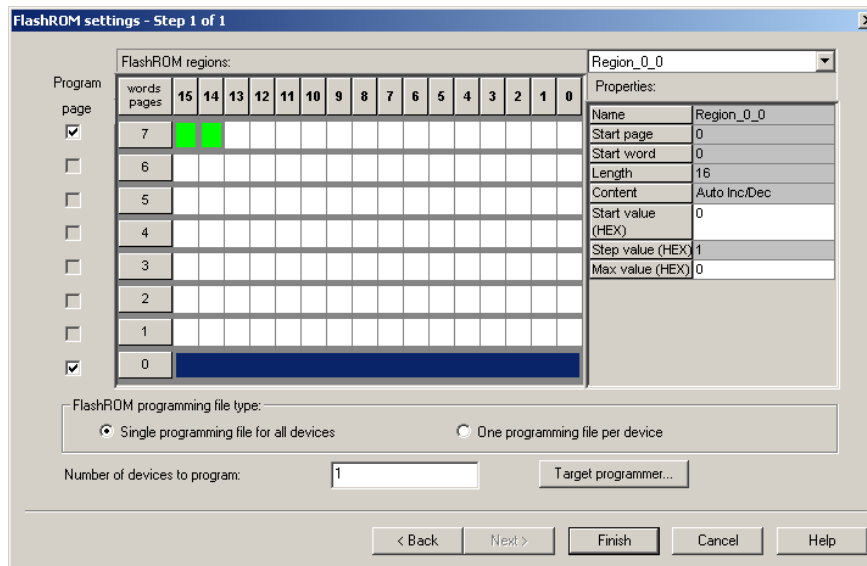 FlashROM settings - Step 1 of 1
FlashROM regions:
Region_0_0
Program page
words pages 15 14 13 12 11 10 9 8 7 6 5 4 3 2 1 0
Properties:
7
6
5
4
3
2
1
0
Name Region_0_0
Start page 0
Start word 0
Length 16
Content Auto Inc/Dec
Start value (HEX) 0
Step value (HEX) 1
Max value (HEX) 0
FlashROM programming file type:
Single programming file for all devices
One programming file per device
Number of devices to program: 1
Target programmer...
< Back Next > Finish Cancel Help